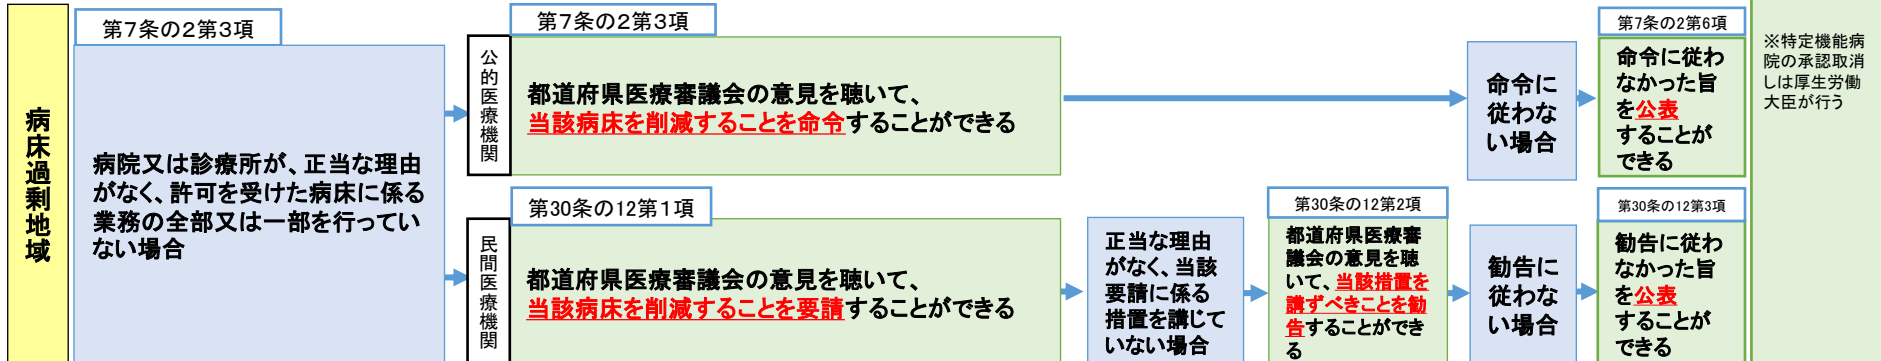 病床過剰地域
第7条の2第3項
病院又は診療所が、正当な理由
がなく、許可を受けた病床に係る
業務の全部又は一部を行ってい
ない場合
公的医療機関
第7条の2第3項
都道府県医療審議会の意見を聴いて、
当該病床を削減することを命令することができる
命令に
従わな
い場合
第7条の2第6項
命令に従わ
なかった旨
を公表
することが
できる
民間医療機関
第30条の12第1項
都道府県医療審議会の意見を聴いて、
当該病床を削減することを要請することができる
正当な理由
がなく、当該
要請に係る
措置を講じて
いない場合
第30条の12第2項
都道府県医療審
議会の意見を聴
いて、当該措置を
講ずべきことを勧
告することができ
る
勧告に
従わな
い場合
第30条の12第3項
勧告に従わ
なかった旨
を公表
することが
できる
※特定機能病
院の承認取消
しは厚生労働
大臣が行う